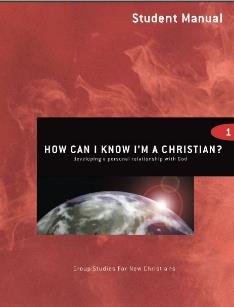 Student Manual
1
HOW CAN I KNOW I'M A CHRISTIAN?
developing a personal relationship with God
Group Studies For New Christians